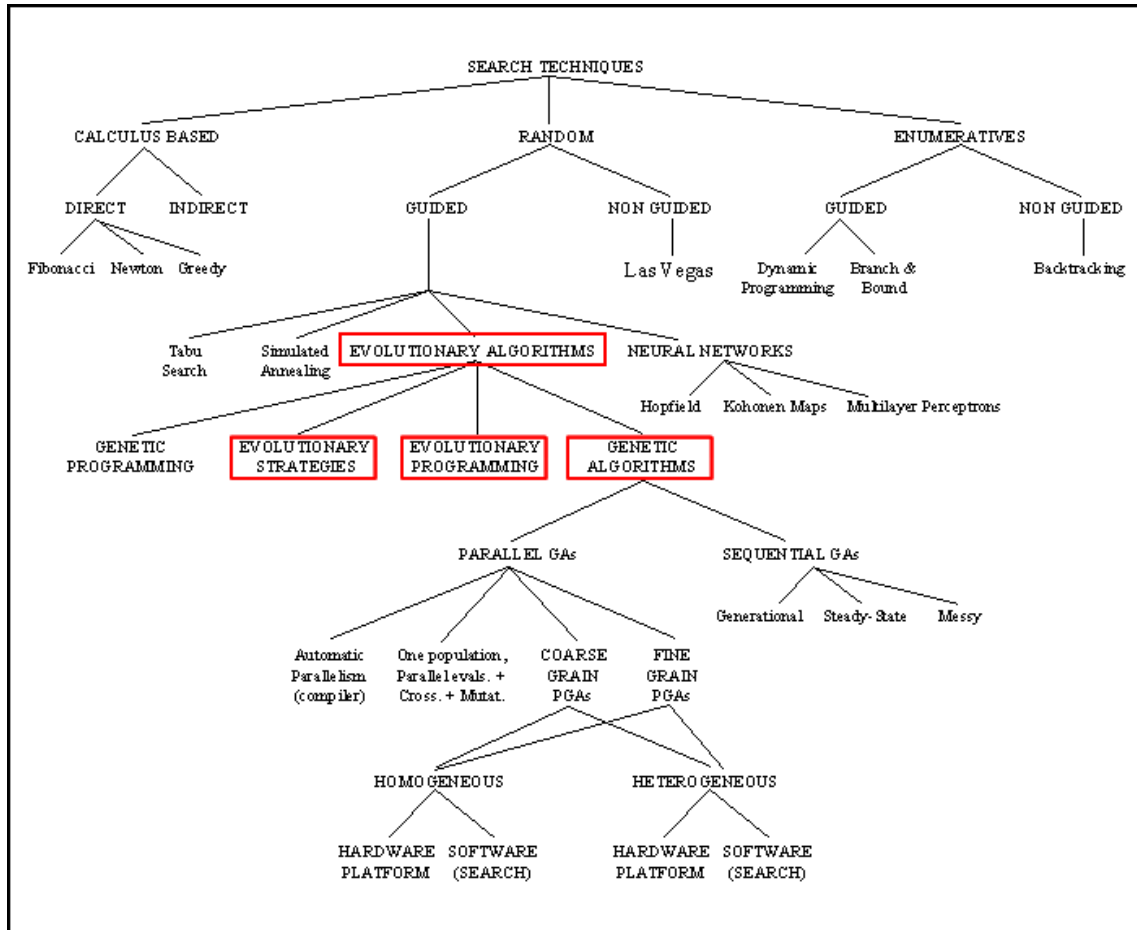 SEARCH TECHNIQUES
CALCULUS BASED
RANDOM
ENUMERATIVES
DIRECT
INDIRECT
GUIDED
NON GUIDED
GUIDED
NON GUIDED
Fibonacci
Newton
Greedy
Las Vegas
Dynamic
Programming
Branch &
Bound
Backtracking
Tabu
Search
Simulated
Annealing
EVOLUTIONARY ALGORITHMS
NEURAL NETWORKS
Hopfield
Kohonen Maps
Multilayer Perceptrons
GENETIC
PROGRAMMING
EVOLUTIONARY
STRATEGIES
EVOLUTIONARY
PROGRAMMING
GENETIC
ALGORITHMS
PARALLEL GAs
SEQUENTIAL GAs
Generational
Steady-State
Messy
Automatic
Parallelism
(compiler)
One population,
Parallel evals. +
Cross. + Mutat.
COARSE
GRAIN
PGAs
FINE
GRAIN
PGAs
HOMOGENEOUS
HETEROGENEOUS
HARDWARE
PLATFORM
SOFTWARE
(SEARCH)
HARDWARE
PLATFORM
SOFTWARE
(SEARCH)